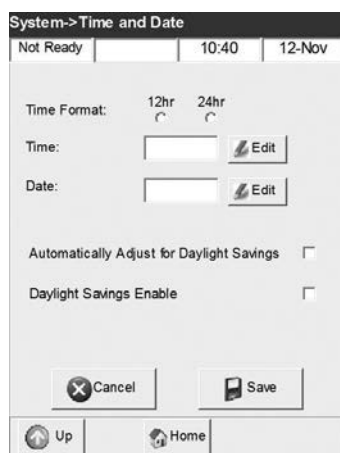 System->Time and Date
Not Ready 10:40 12-Nov
12hr 24hr
Time Format:
Time: Edit
Date: Edit
Automatically Adjust for Daylight Savings
Daylight Savings Enable
Cancel Save
Up Home